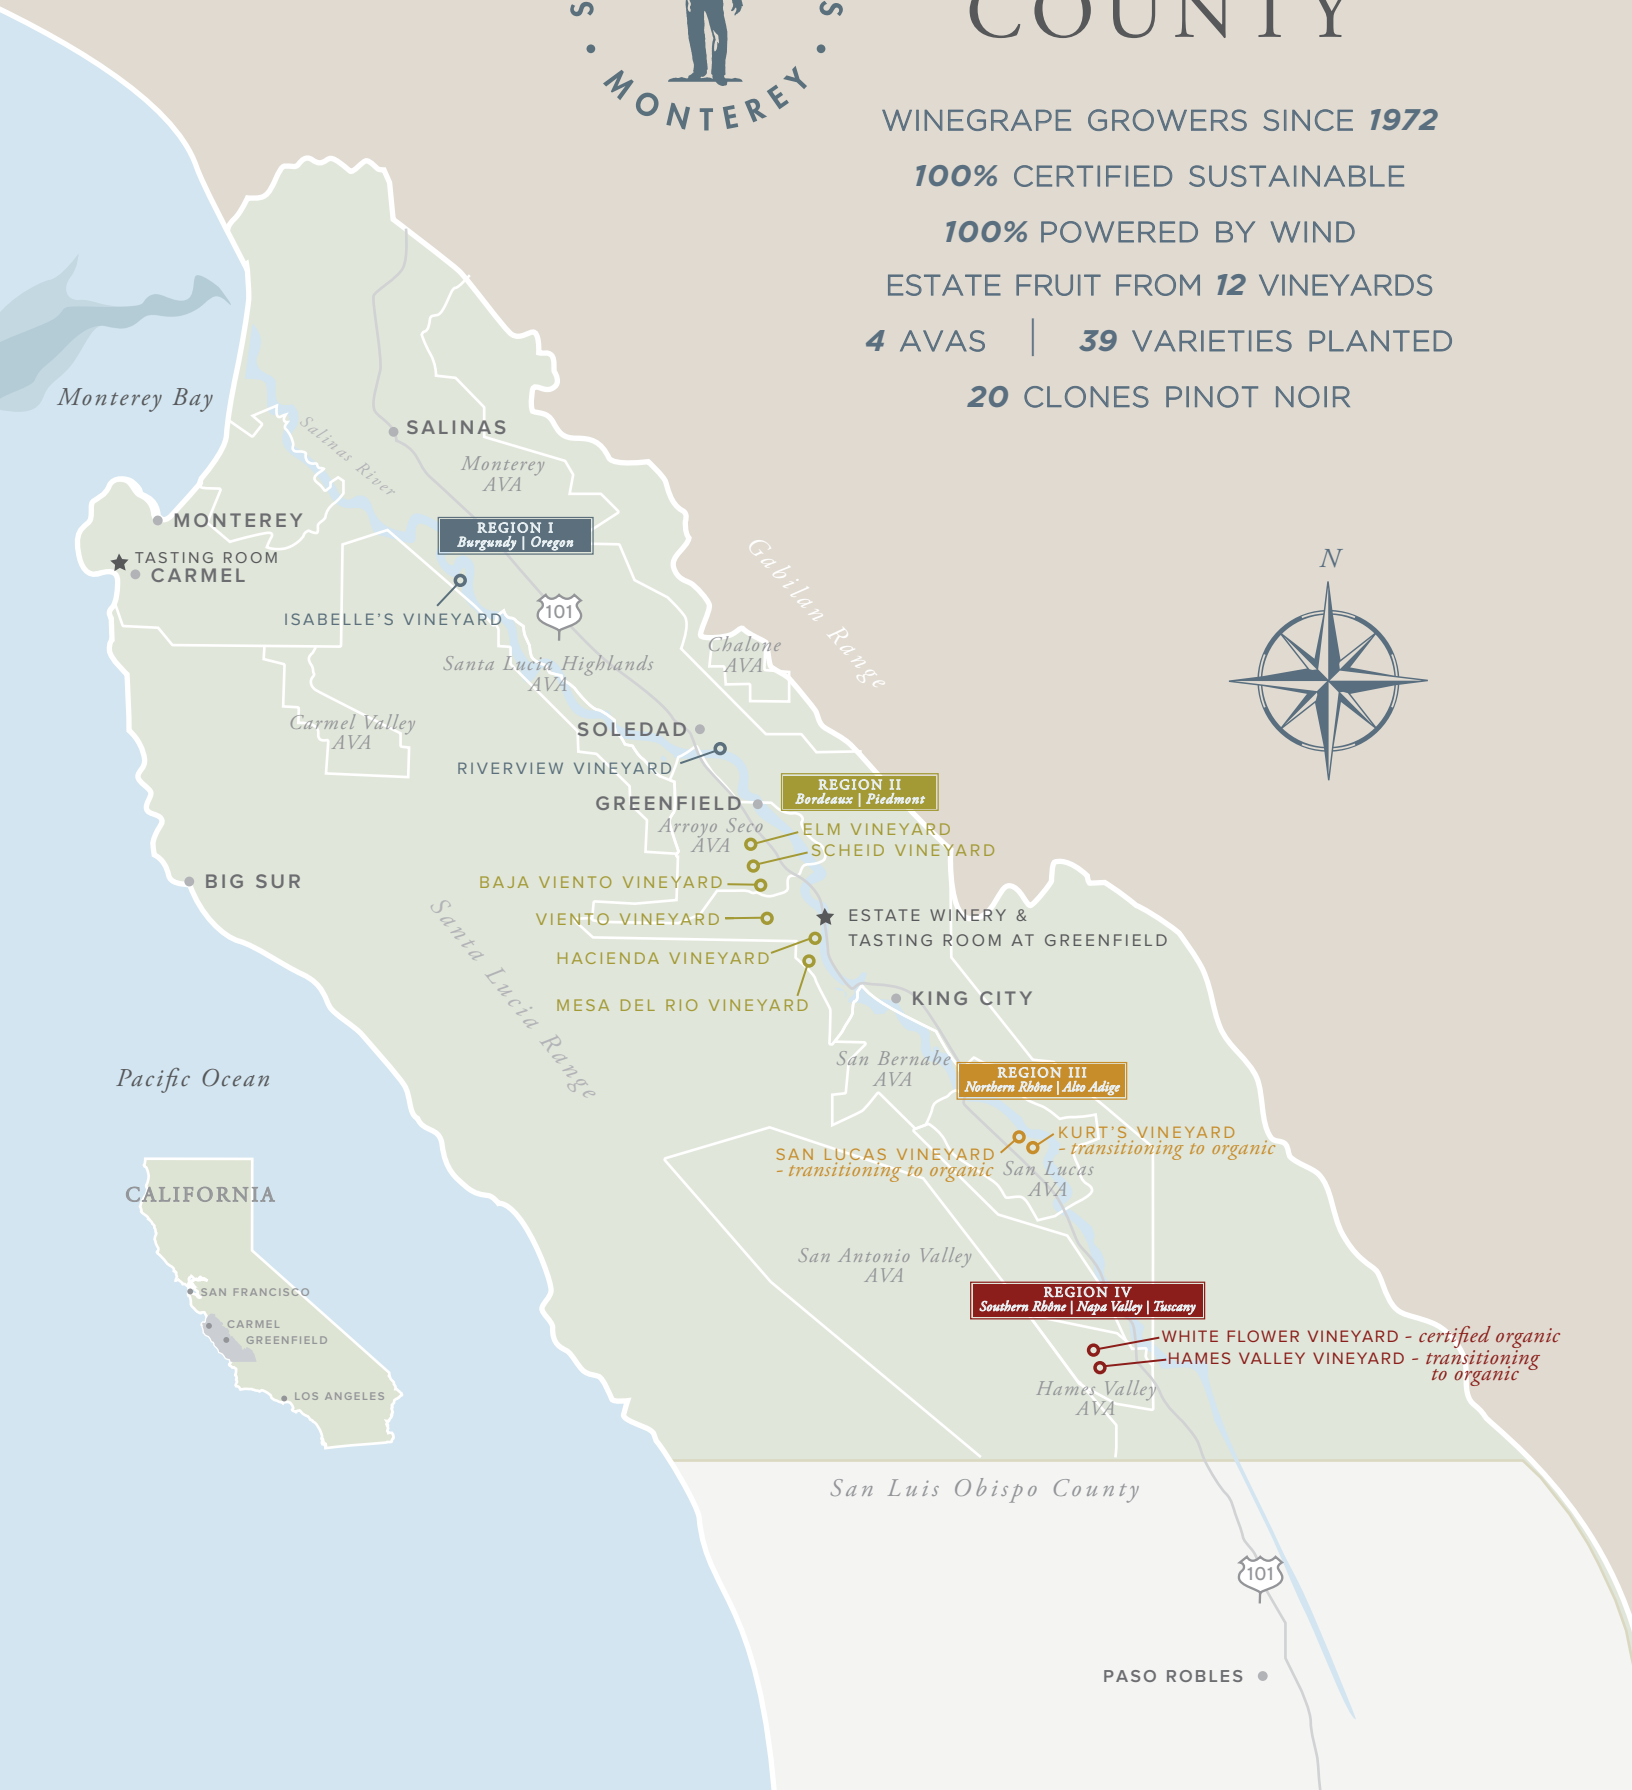 COUNTY
S
S
• MONTEREY •
WINEGRAPE GROWERS SINCE 1972
100% CERTIFIED SUSTAINABLE
100% POWERED BY WIND
ESTATE FRUIT FROM 12 VINEYARDS
4 AVAS | 39 VARIETIES PLANTED
20 CLONES PINOT NOIR
Monterey Bay
Salinas River
SALINAS
Monterey
AVA
MONTEREY
TASTING ROOM
CARMEL
REGION I
Burgundy | Oregon
ISABELLE'S VINEYARD
101
Gabilan Range
N
Chalone
AVA
Santa Lucia Highlands
AVA
Carmel Valley
AVA
SOLEDAD
RIVERVIEW VINEYARD
REGION II
Bordeaux | Piedmont
GREENFIELD
Arroyo Seco
AVA
ELM VINEYARD
SCHEID VINEYARD
BAJA VIENTO VINEYARD
BIG SUR
VIENTO VINEYARD
ESTATE WINERY &
TASTING ROOM AT GREENFIELD
HACIENDA VINEYARD
MESA DEL RIO VINEYARD
Santa Lucia Range
KING CITY
San Bernabe
AVA
Pacific Ocean
REGION III
Northern Rhône | Alto Adige
KURT'S VINEYARD
- transitioning to organic
SAN LUCAS VINEYARD
- transitioning to organic
San Lucas
AVA
CALIFORNIA
SAN FRANCISCO
CARMEL
GREENFIELD
LOS ANGELES
San Antonio Valley
AVA
REGION IV
Southern Rhône | Napa Valley | Tuscany
WHITE FLOWER VINEYARD - certified organic
HAMES VALLEY VINEYARD - transitioning
to organic
Hames Valley
AVA
San Luis Obispo County
101
PASO ROBLES